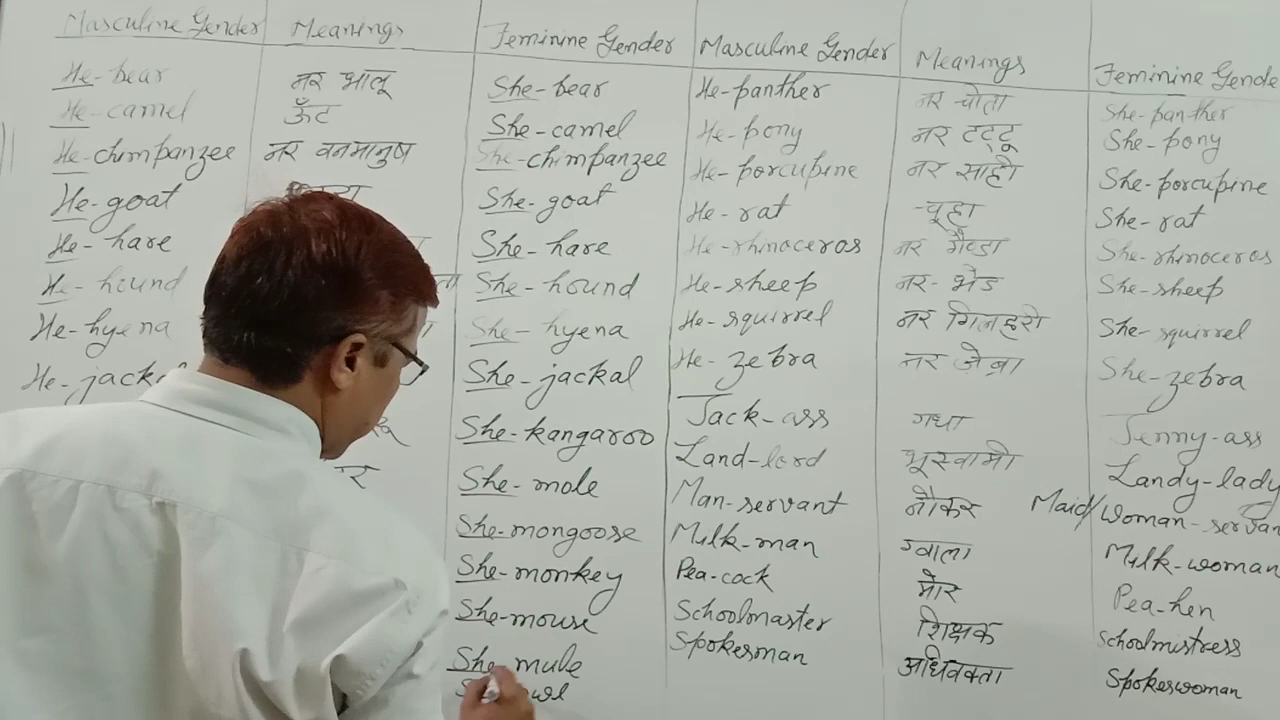 Masculine Gender Meanings Feminine Gender Masculine Gender Meanings Feminine Gende
He-bear नर भालू She-bear He-panther नर चीता She-panther
He-camel ऊँट She-camel He-pony नर टट्टू She-pony
He-chimpanzee नर वनमानुष She-chimpanzee He-porcupine नर साही She-porcupine
He-goat She-goat He-rat चूहा She-rat
He-hare She-hare He-rhinoceros नर गैण्डा She-rhinoceros
He-hound She-hound He-sheep नर-भेड She-sheep
He-hyena She-hyena He-squirrel नर गिलहरी She-squirrel
He-jackal She-jackal He-zebra नर जेब्रा She-zebra
She-kangaroo Jack-ass गधा Jenny-ass
She-mole Land-lord भूस्वामी Landy-lady
She-mongoose Man-servant नौकर Maid/Woman-servan
She-monkey Milk-man ग्वाला Milk-woman
She-mouse Pea-cock मोर Pea-hen
She-mule Schoolmaster शिक्षक Schoolmistress
Spokesman अधिवक्ता Spokeswoman